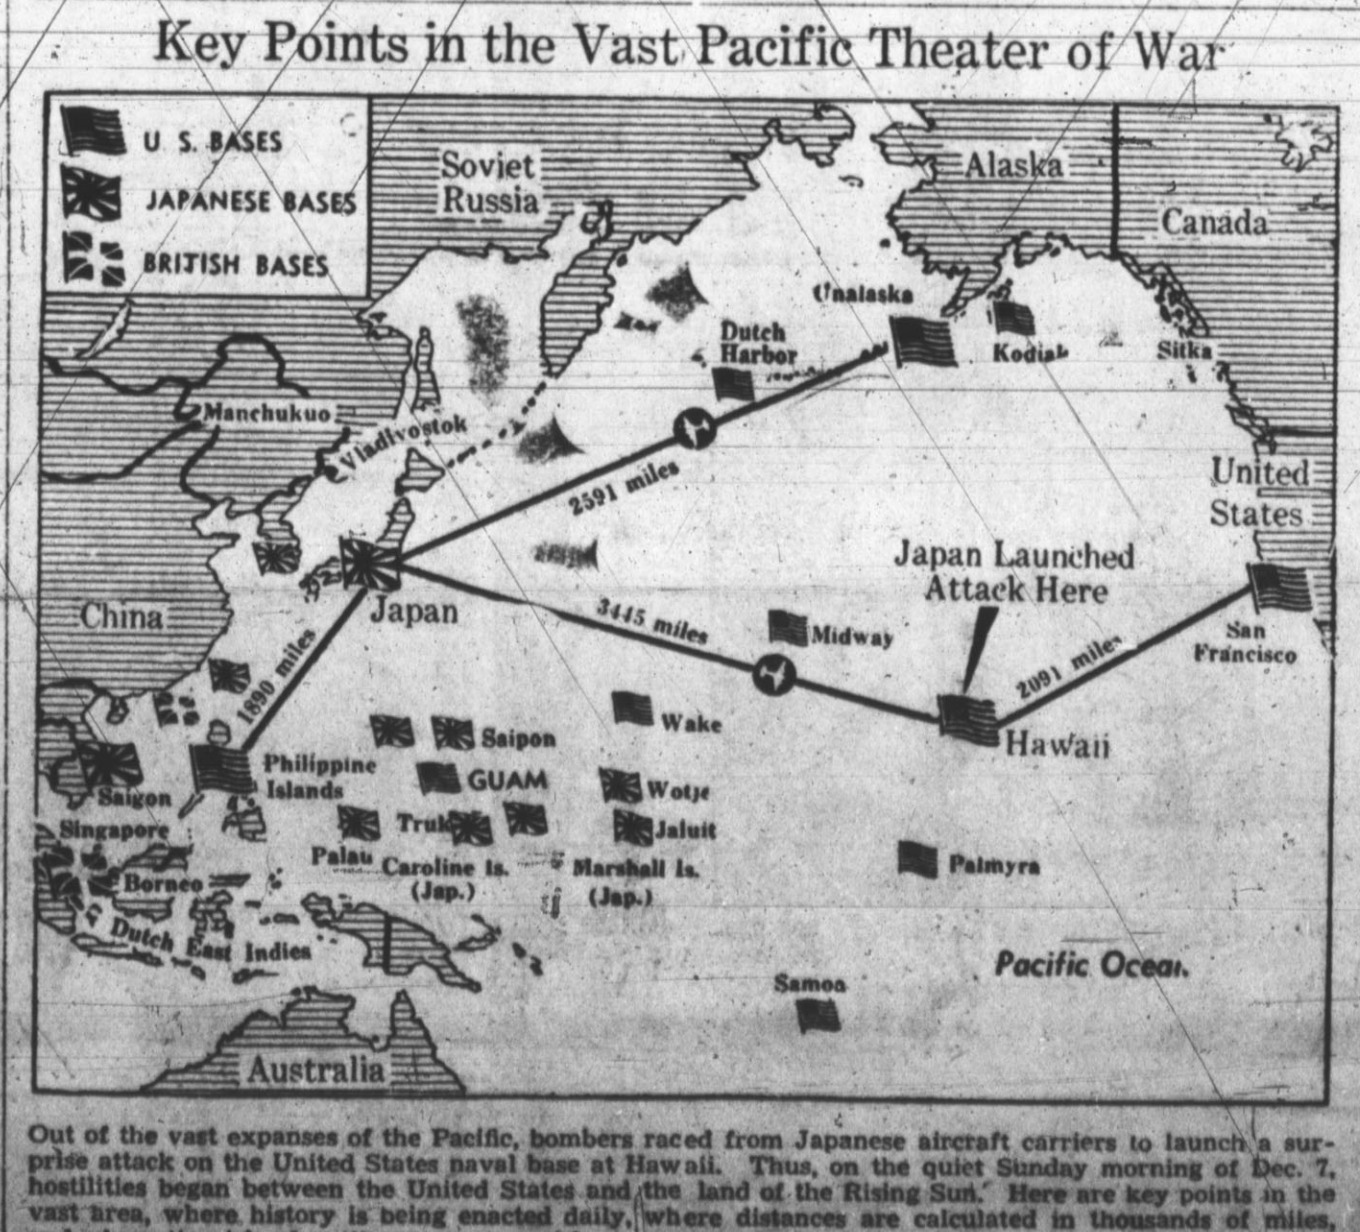 Key Points in the Vast Pacific Theater of War
U. S. BASES
JAPANESE BASES
BRITISH BASES
Soviet
Russia
Alaska
Canada
Unalaska
Dutch
Harbor
Kodiak
Sitka
Manchukuo
Vladivostok
2591 miles
United
States
Japan Launched
Attack Here
China
Japan
3445 miles
Midway
San
Francisco
1890 miles
2091 miles
Wake
Hawaii
Saipon
Philippine
Islands
GUAM
Wotje
Saigon
Singapore
Truk
Jaluit
Palau
Caroline Is.
(Jap.)
Marshall Is.
(Jap.)
Palmyra
Borneo
Dutch East Indies
Pacific Ocean.
Samoa
Australia
Out of the vast expanses of the Pacific, bombers raced from Japanese aircraft carriers to launch a sur-
prise attack on the United States naval base at Hawaii. Thus, on the quiet Sunday morning of Dec. 7,
hostilities began between the United States and the land of the Rising Sun. Here are key points in the
vast area, where history is being enacted daily, where distances are calculated in thousands of miles,